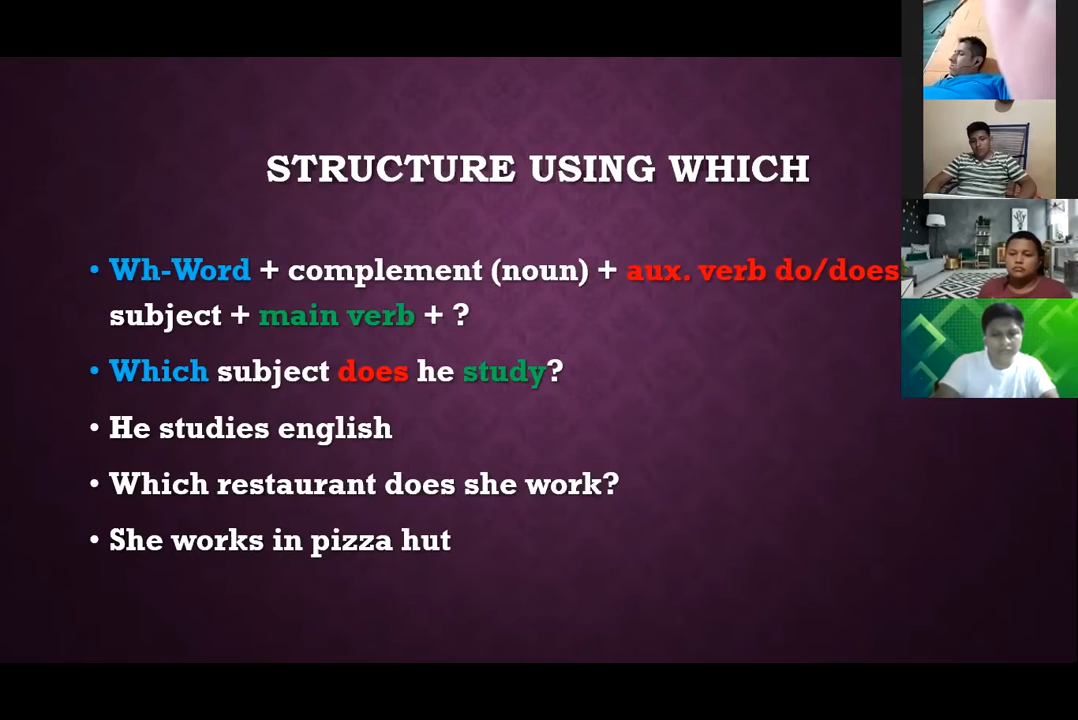 STRUCTURE USING WHICH
• Wh-Word + complement (noun) + aux. verb do/does
subject + main verb + ?
• Which subject does he study?
• He studies english
• Which restaurant does she work?
• She works in pizza hut